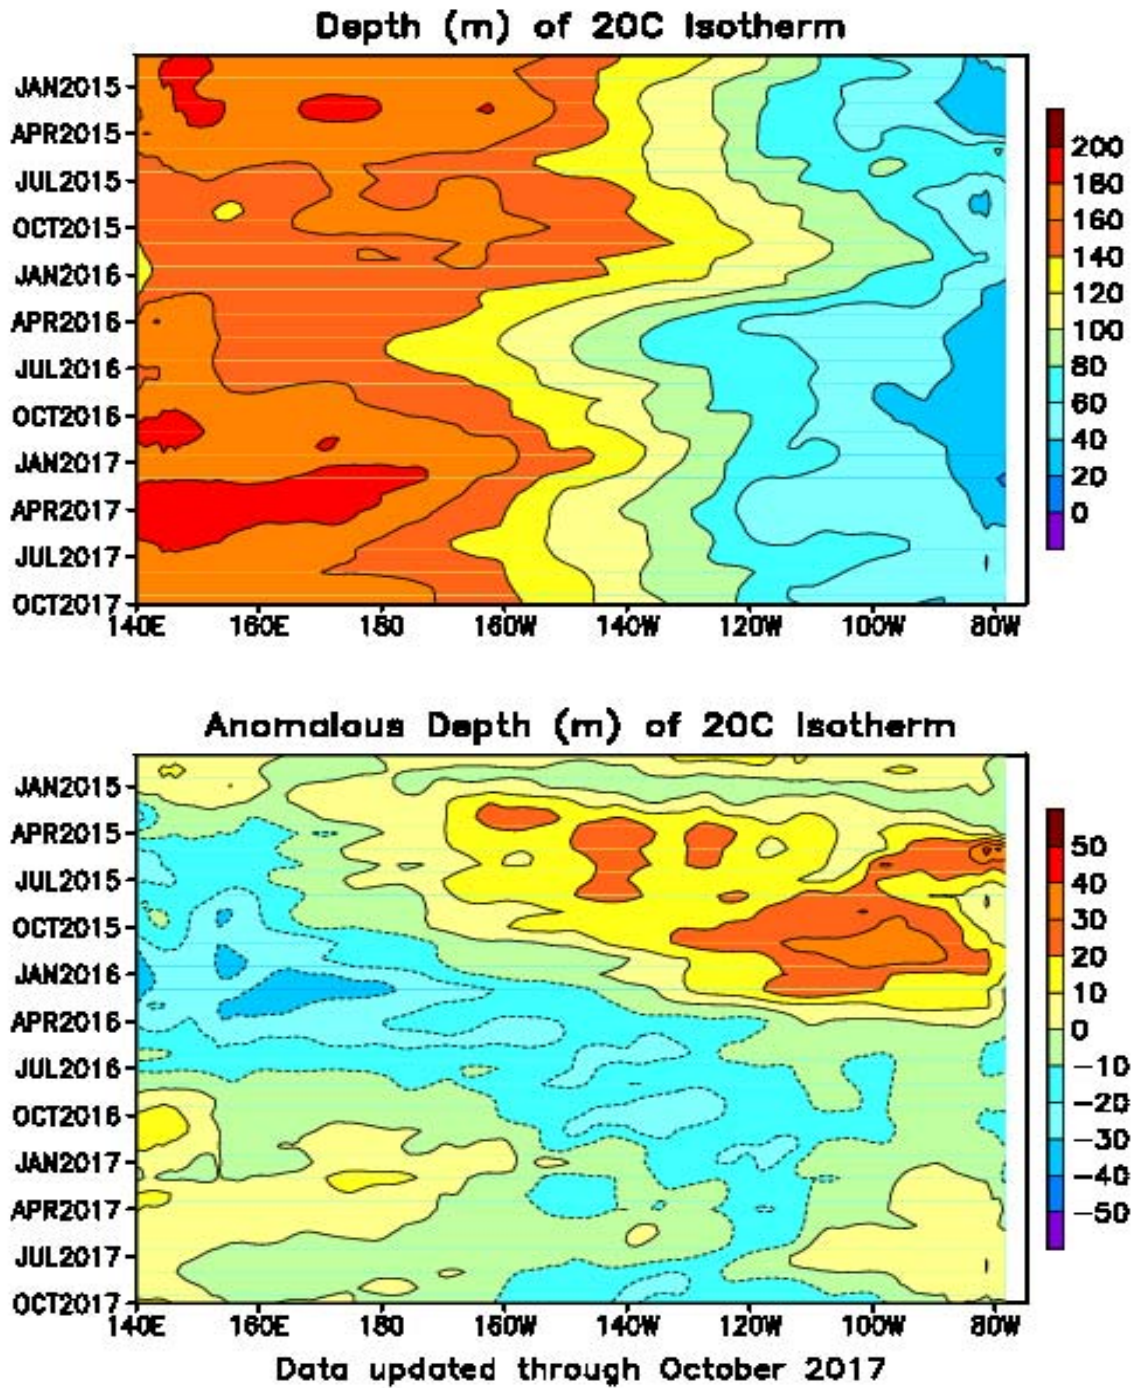 Depth (m) of 20C Isotherm
JAN2015
APR2015
JUL2015
OCT2015
JAN2016
APR2016
JUL2016
OCT2016
JAN2017
APR2017
JUL2017
OCT2017
140E 160E 180 160W 140W 120W 100W 80W
200
180
160
140
120
100
80
60
40
20
0
Anomalous Depth (m) of 20C Isotherm
JAN2015
APR2015
JUL2015
OCT2015
JAN2016
APR2016
JUL2016
OCT2016
JAN2017
APR2017
JUL2017
OCT2017
140E 160E 180 160W 140W 120W 100W 80W
50
40
30
20
10
0
-10
-20
-30
-40
-50
Data updated through October 2017